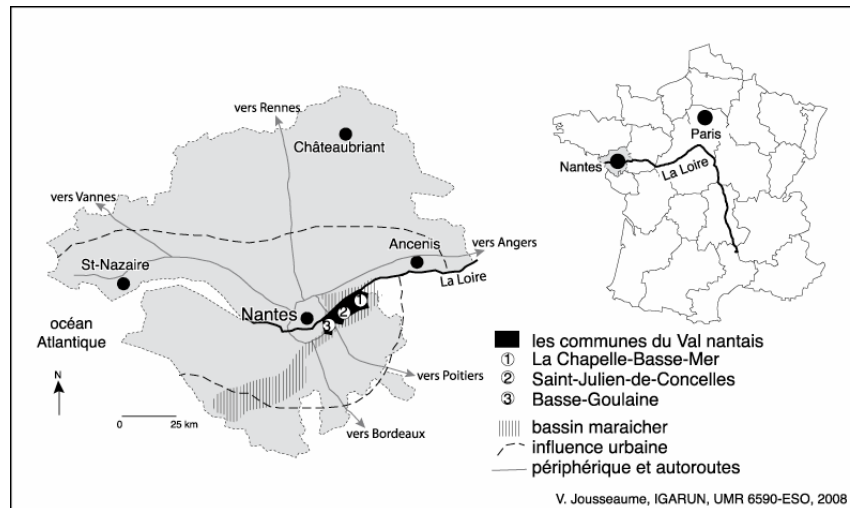 vers Rennes
Châteaubriant
vers Vannes
St-Nazaire
Ancenis
vers Angers
La Loire
Nantes
1
2
3
océan
Atlantique
vers Poitiers
vers Bordeaux
N
0 25 km
Paris
Nantes
La Loire
les communes du Val nantais
1 La Chapelle-Basse-Mer
2 Saint-Julien-de-Concelles
3 Basse-Goulaine
bassin maraicher
influence urbaine
périphérique et autoroutes
V. Jousseaume, IGARUN, UMR 6590-ESO, 2008